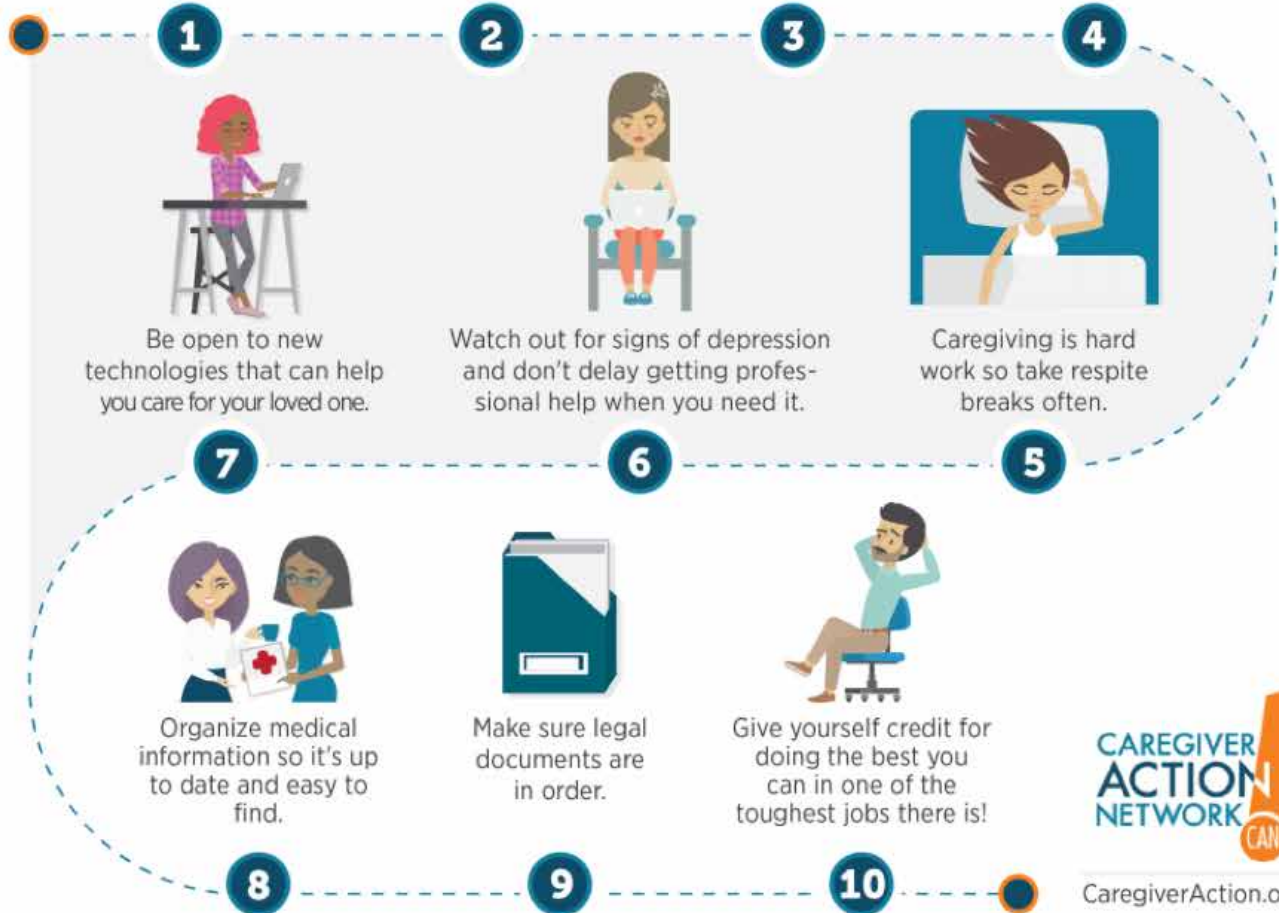 1
2
3
4
Be open to new
technologies that can help
you care for your loved one.
Watch out for signs of depression
and don't delay getting profes-
sional help when you need it.
Caregiving is hard
work so take respite
breaks often.
7
6
5
Organize medical
information so it's up
to date and easy to
find.
Make sure legal
documents are
in order.
Give yourself credit for
doing the best you
can in one of the
toughest jobs there is!
CAREGIVER
ACTION
NETWORK
CAN
8
9
10
CaregiverAction.o